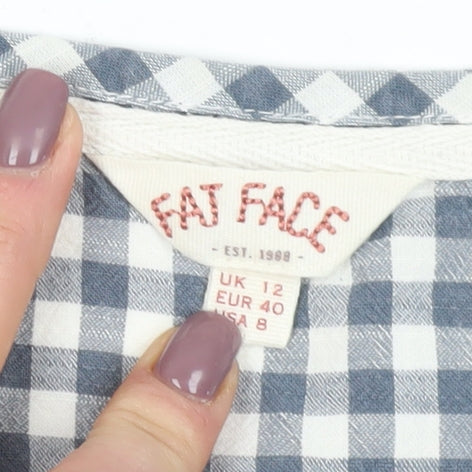 FAT FACE
- EST. 1988 -
UK 12
EUR 40
USA 8